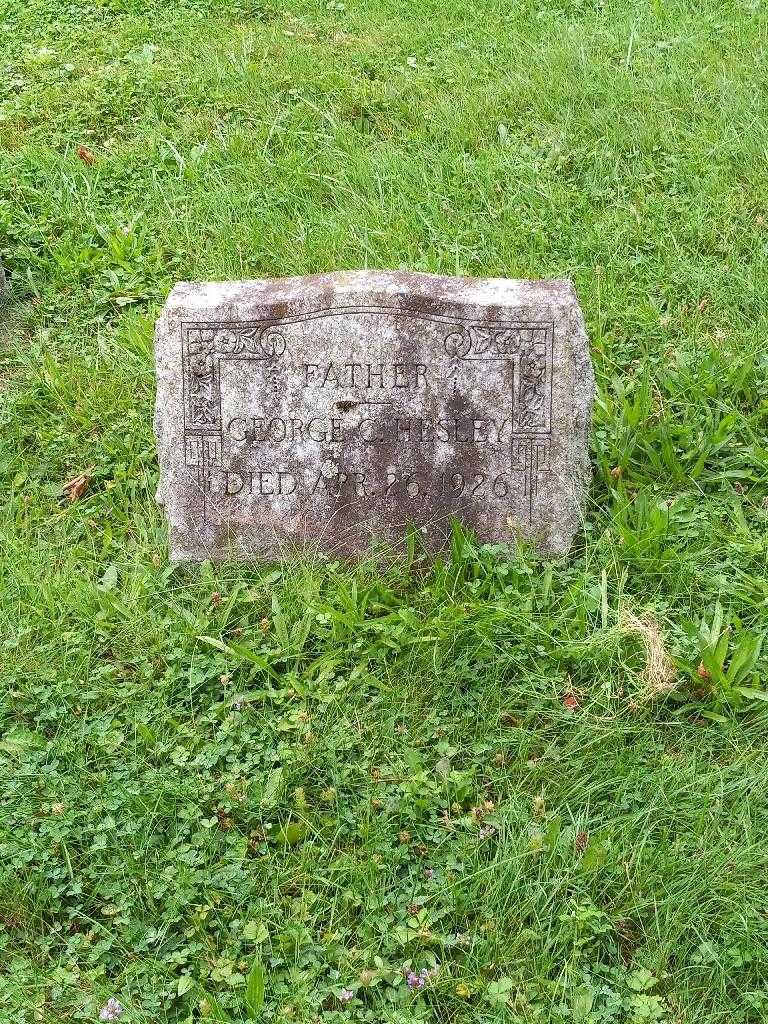 FATHER
GEORGE C. HESLEY
DIED APR. 26, 1926